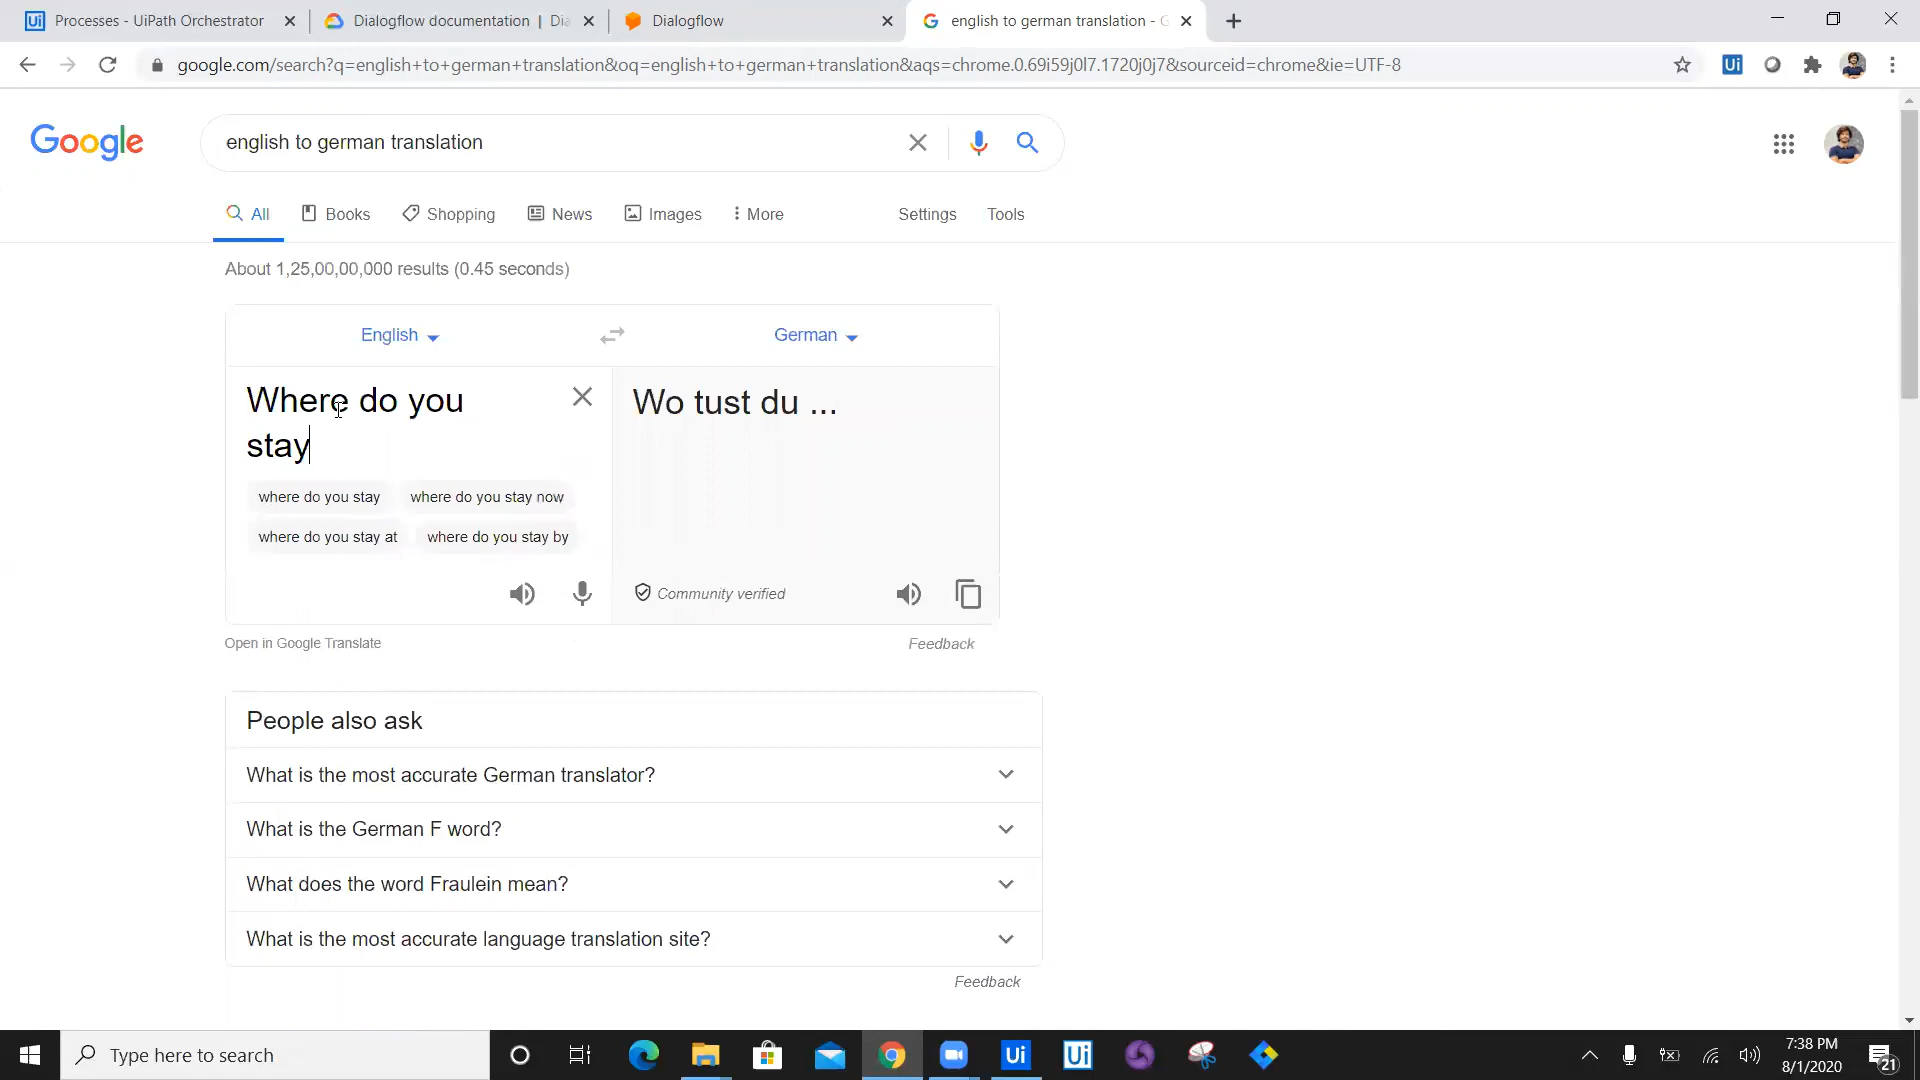 Processes - UiPath Orchestrator
Dialogflow documentation | Dia
Dialogflow
english to german translation - G
google.com/search?q=english+to+german+translation&oq=english+to+german+translation&aqs=chrome.0.69i59j0l7.1720j0j7&sourceid=chrome&ie=UTF-8
Google
english to german translation
All
Books
Shopping
News
Images
More
Settings
Tools
About 1,25,00,00,000 results (0.45 seconds)
English
German
Where do you
stay
Wo tust du ...
where do you stay
where do you stay now
where do you stay at
where do you stay by
Community verified
Open in Google Translate
Feedback
People also ask
What is the most accurate German translator?
What is the German F word?
What does the word Fraulein mean?
What is the most accurate language translation site?
Feedback
Type here to search
7:38 PM
8/1/2020
21
Ui
Ui
Ui
Ui